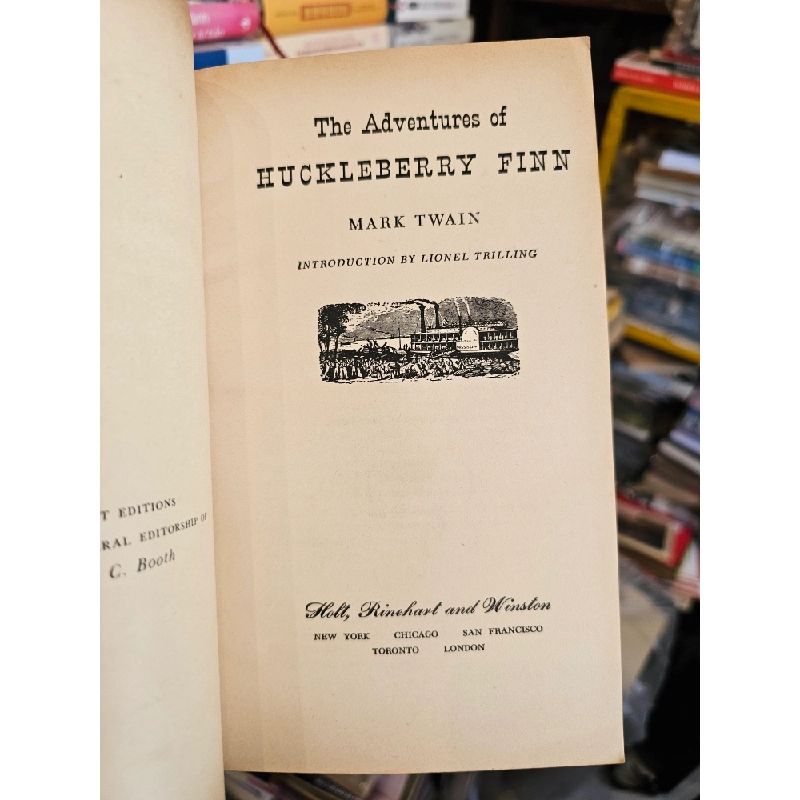 T EDITIONS
RAL EDITORSHIP OF
C. Booth
The Adventures of
HUCKLEBERRY FINN
MARK TWAIN
INTRODUCTION BY LIONEL TRILLING
Holt, Rinehart and Winston
NEW YORK CHICAGO SAN FRANCISCO
TORONTO LONDON